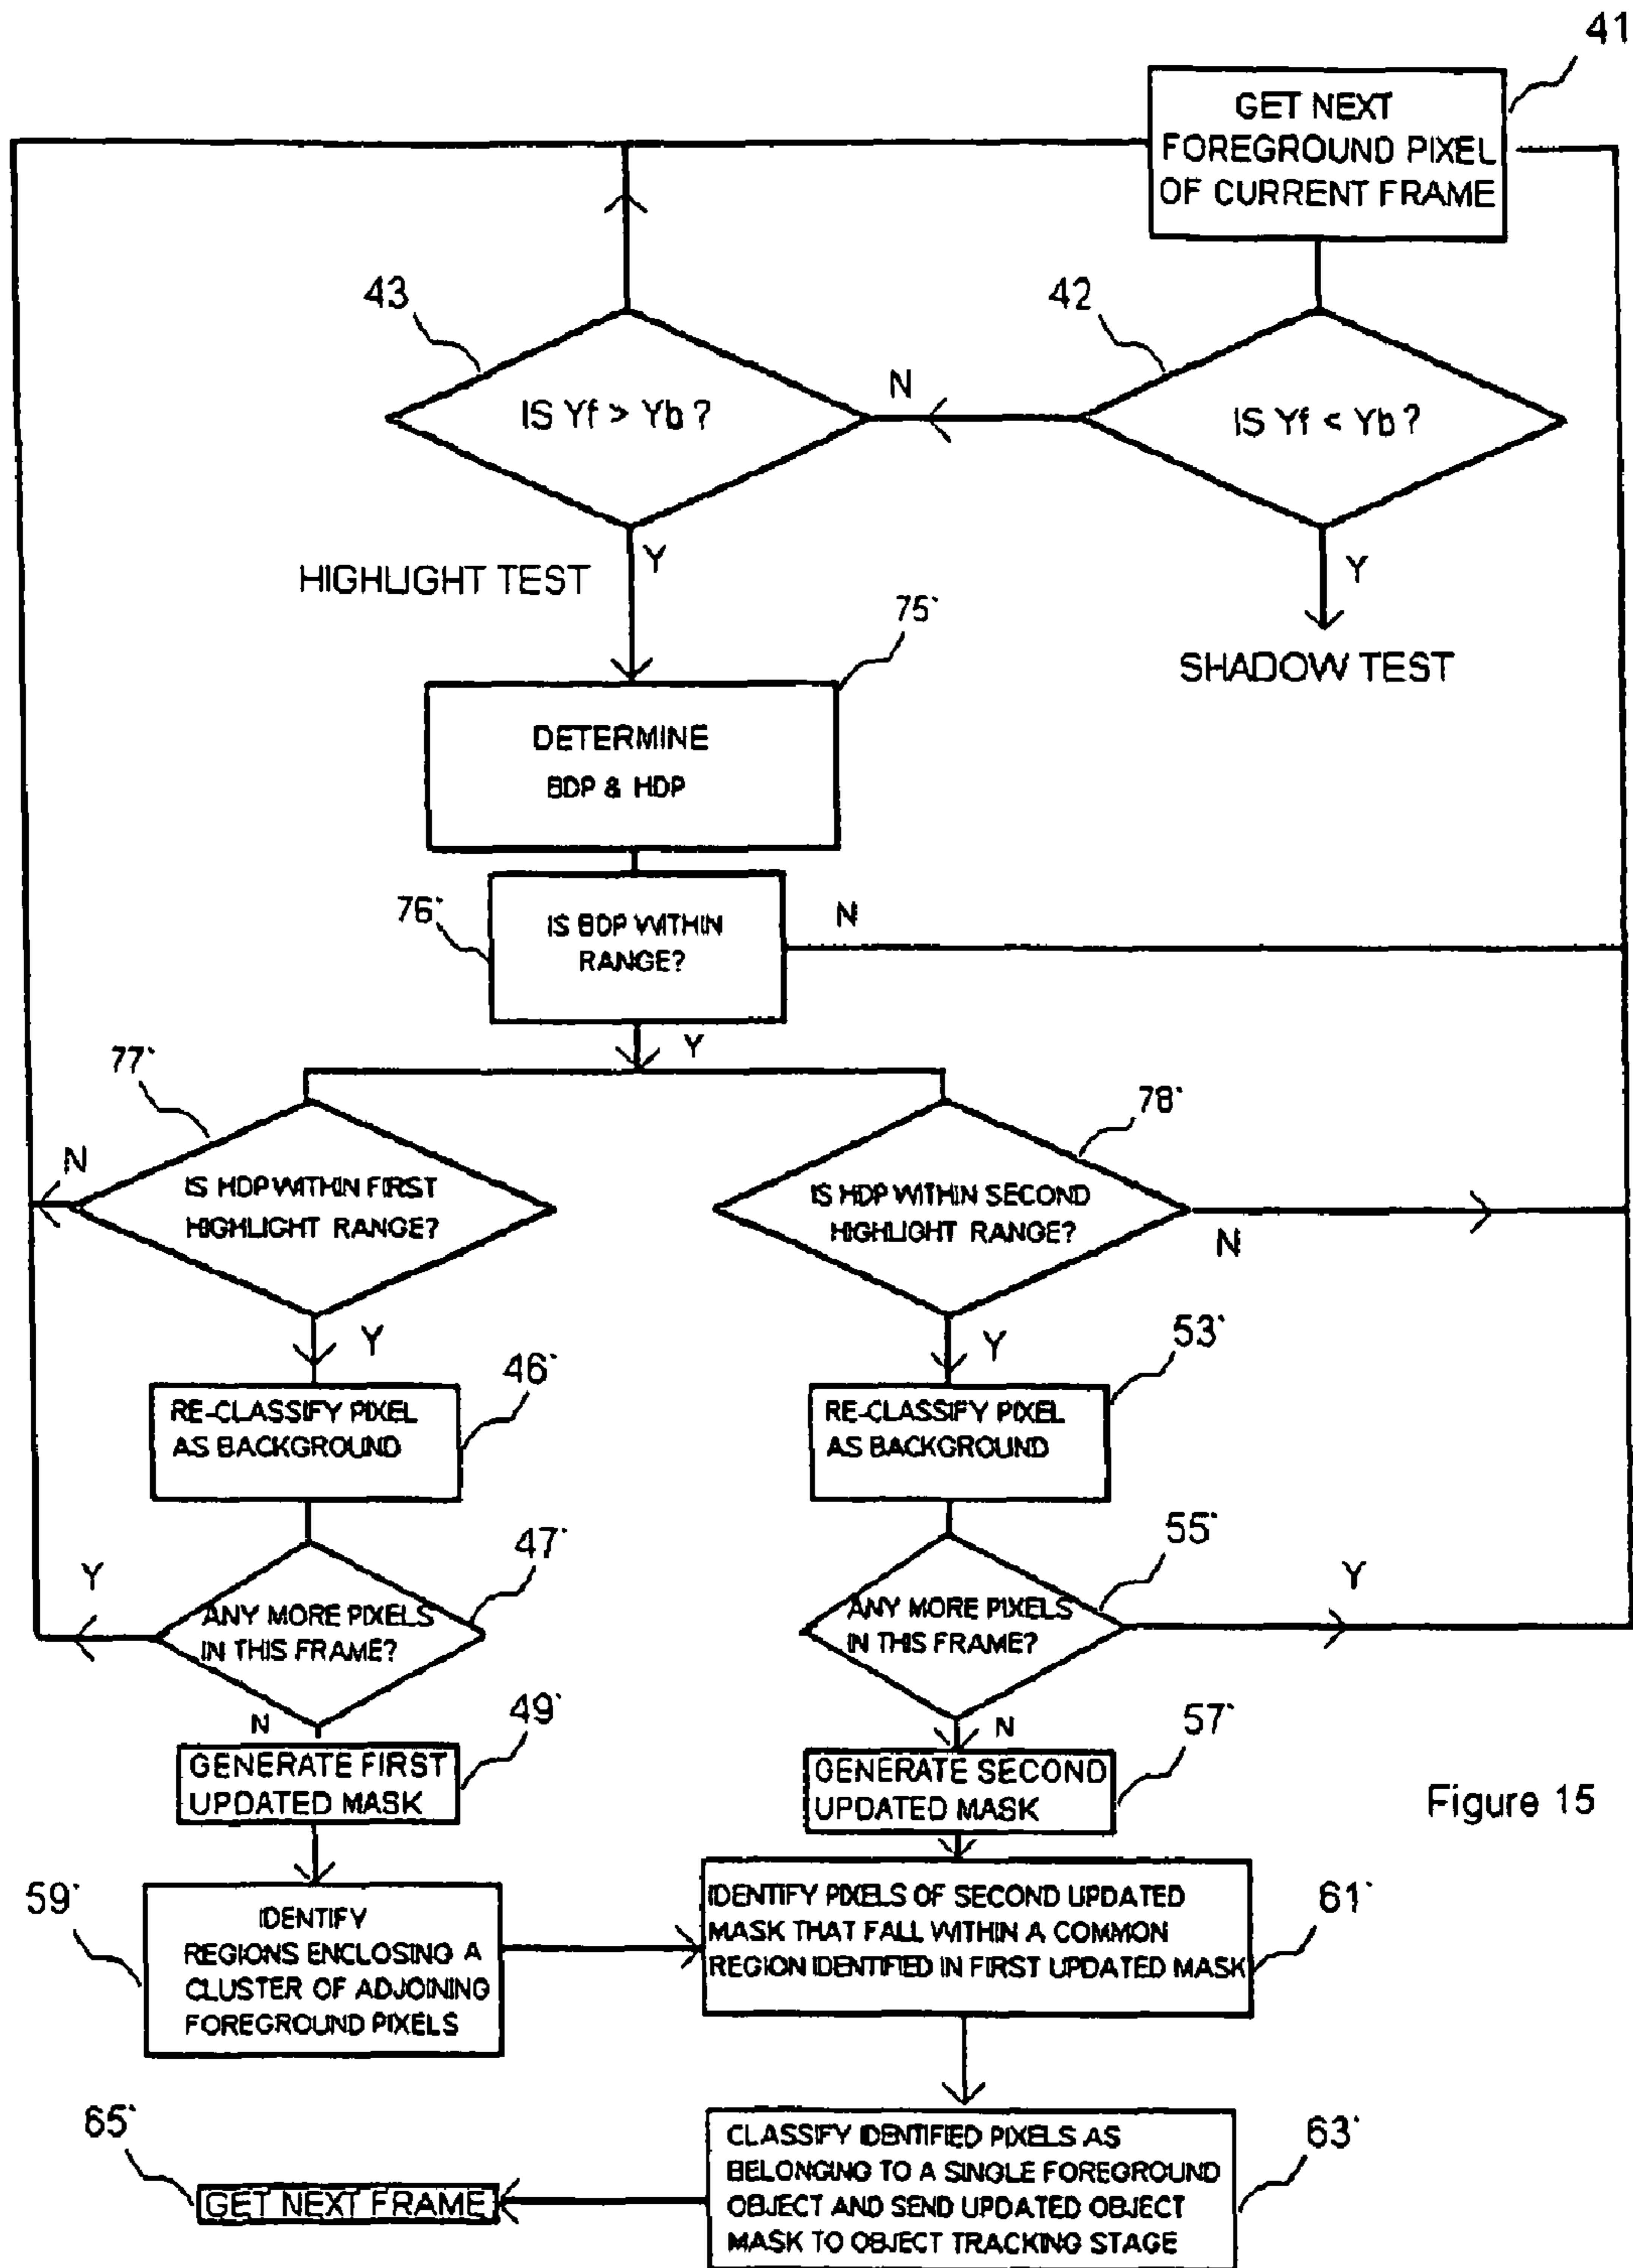 41
GET NEXT
FOREGROUND PIXEL
OF CURRENT FRAME
43
42
N
IS Yf > Yb ?
IS Yf < Yb ?
Y
Y
HIGHLIGHT TEST
SHADOW TEST
75'
DETERMINE
BDP & HDP
76'
IS BDP WITHIN
RANGE?
N
Y
77'
78'
N
IS HDP WITHIN FIRST
HIGHLIGHT RANGE?
IS HDP WITHIN SECOND
HIGHLIGHT RANGE?
N
Y
Y
46'
53'
RE-CLASSIFY PIXEL
AS BACKGROUND
RE-CLASSIFY PIXEL
AS BACKGROUND
47'
55'
Y
Y
ANY MORE PIXELS
IN THIS FRAME?
ANY MORE PIXELS
IN THIS FRAME?
N
49'
N
57'
GENERATE FIRST
UPDATED MASK
GENERATE SECOND
UPDATED MASK
Figure 15
59'
IDENTIFY
REGIONS ENCLOSING A
CLUSTER OF ADJOINING
FOREGROUND PIXELS
IDENTIFY PIXELS OF SECOND UPDATED
MASK THAT FALL WITHIN A COMMON
REGION IDENTIFIED IN FIRST UPDATED MASK
61'
65'
GET NEXT FRAME
CLASSIFY IDENTIFIED PIXELS AS
BELONGING TO A SINGLE FOREGROUND
OBJECT AND SEND UPDATED OBJECT
MASK TO OBJECT TRACKING STAGE
63'